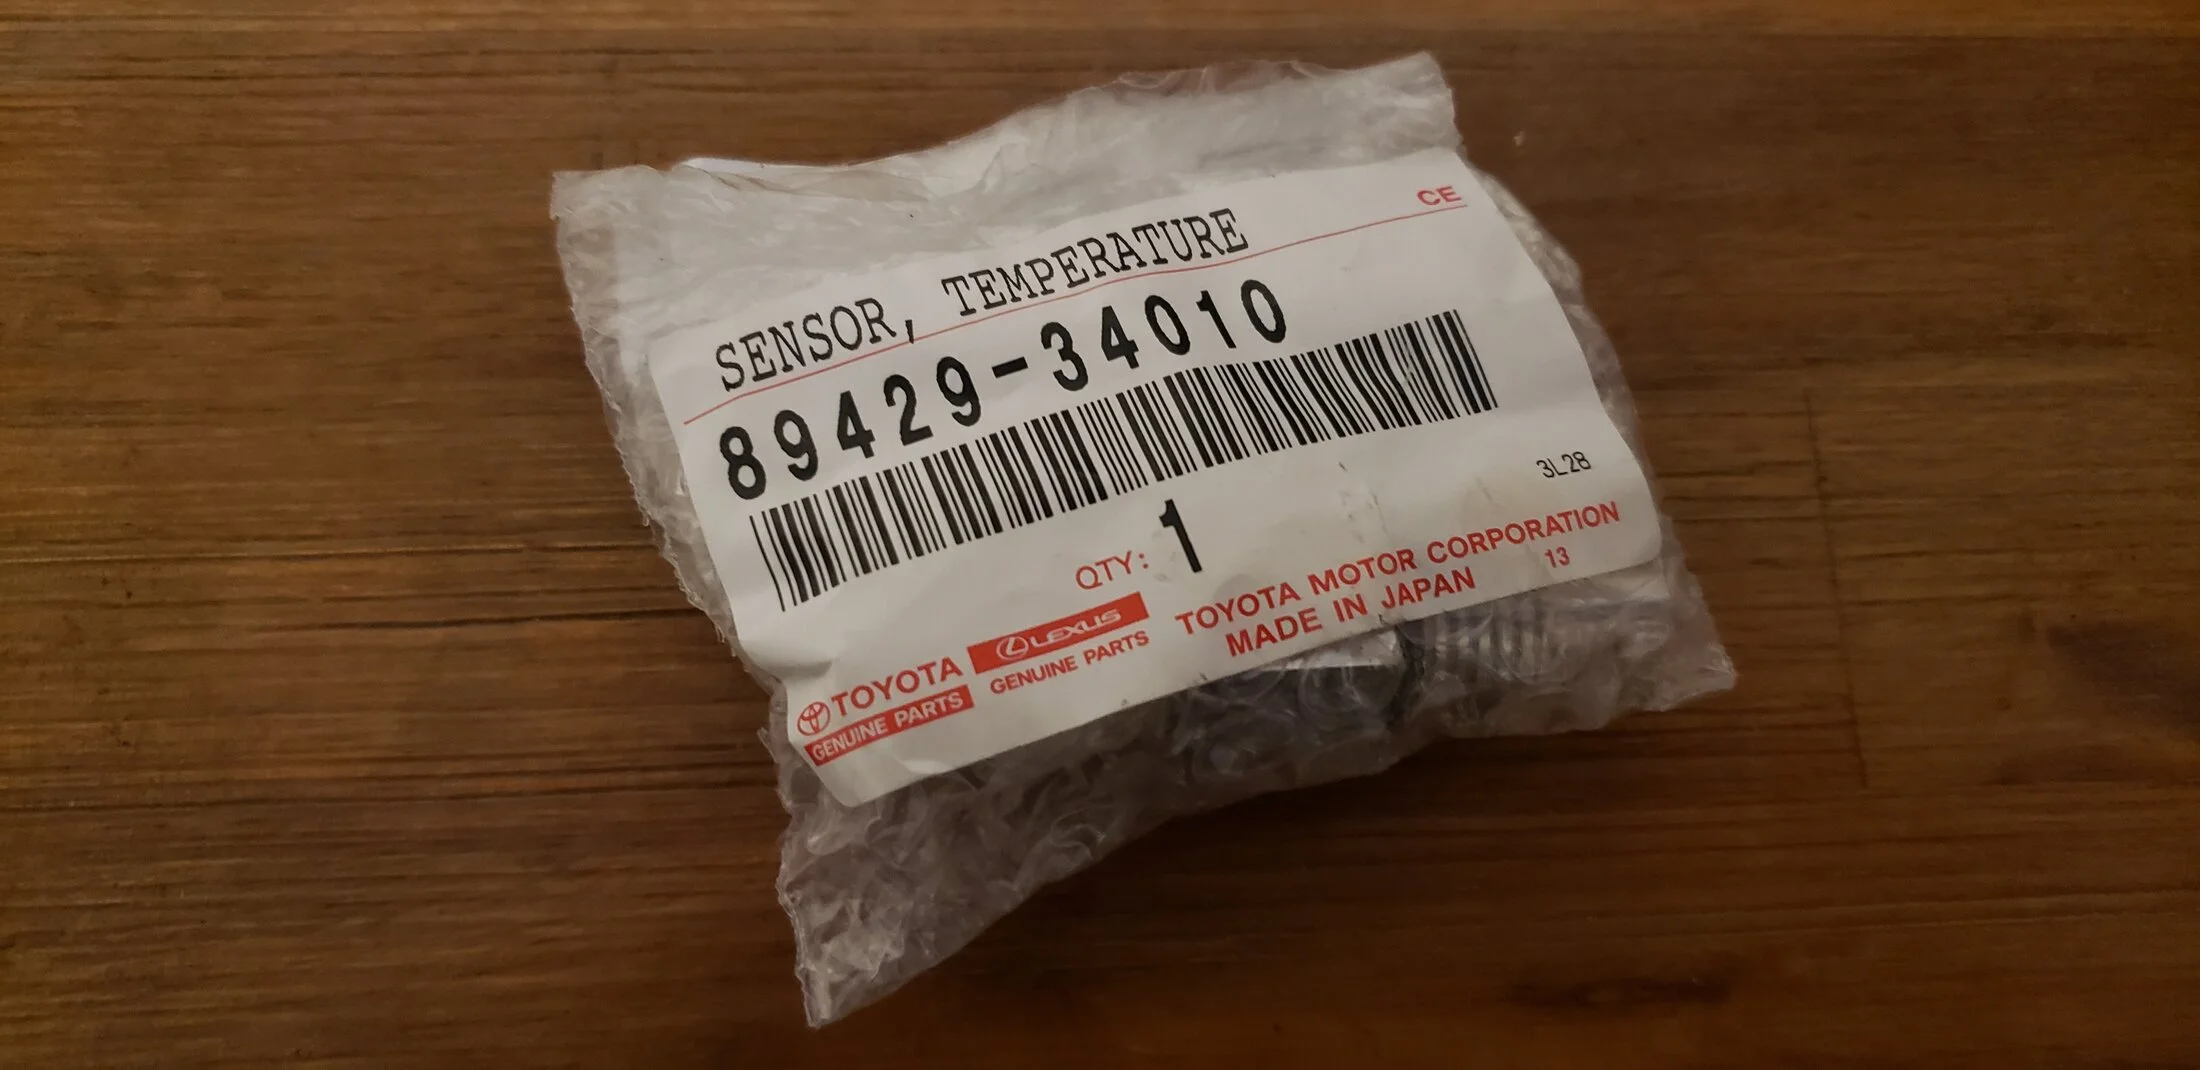 CE
SENSOR, TEMPERATURE
89429-34010
3L28
QTY: 1
TOYOTA
GENUINE PARTS
LEXUS
GENUINE PARTS
TOYOTA MOTOR CORPORATION
MADE IN JAPAN 13